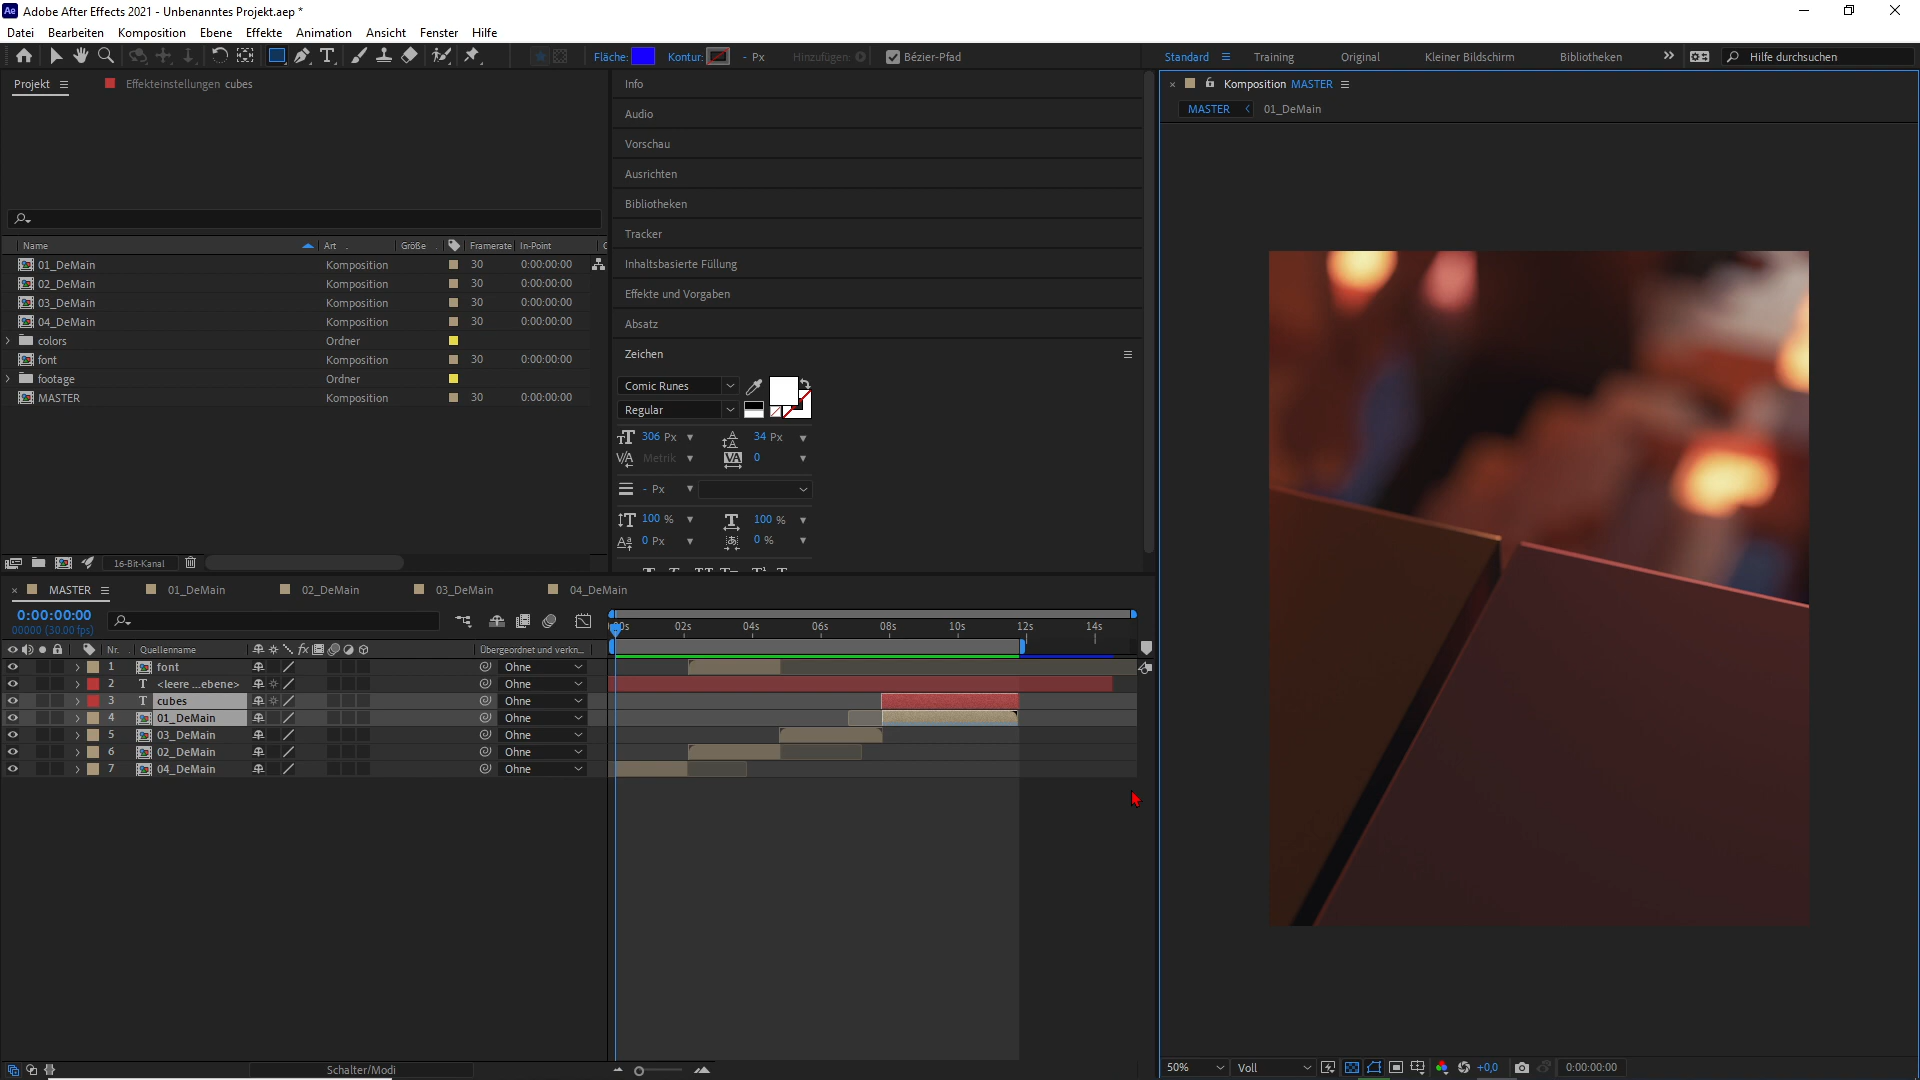 Adobe After Effects 2021 - Unbenanntes Projekt.aep *
Datei Bearbeiten Komposition Ebene Effekte Animation Ansicht Fenster Hilfe
Fläche: Kontur: - Px Hinzufügen: Bézier-Pfad Standard Training Original Kleiner Bildschirm Bibliotheken Hilfe durchsuchen
Projekt Effekteinstellungen cubes
Name Art Größe Framerate In-Point
01_DeMain Komposition 30 0:00:00:00
02_DeMain Komposition 30 0:00:00:00
03_DeMain Komposition 30 0:00:00:00
04_DeMain Komposition 30 0:00:00:00
colors Ordner
font Komposition 30 0:00:00:00
footage Ordner
MASTER Komposition 30 0:00:00:00
16-Bit-Kanal
Info
Audio
Vorschau
Ausrichten
Bibliotheken
Tracker
Inhaltsbasierte Füllung
Effekte und Vorgaben
Absatz
Zeichen
Comic Runes
Regular
306 Px 34 Px
Metrik 0
- Px
100 % 100 %
0 Px 0 %
Komposition MASTER
MASTER 01_DeMain
MASTER 01_DeMain 02_DeMain 03_DeMain 04_DeMain
0:00:00:00
00000 (30.00 fps)
02s 04s 06s 08s 10s 12s 14s
Nr. Quellenname Übergeordnet und verkn...
1 font Ohne
2 T <leere ...ebene> Ohne
3 T cubes Ohne
4 01_DeMain Ohne
5 03_DeMain Ohne
6 02_DeMain Ohne
7 04_DeMain Ohne
Schalter/Modi
50% Voll +0,0 0:00:00:00